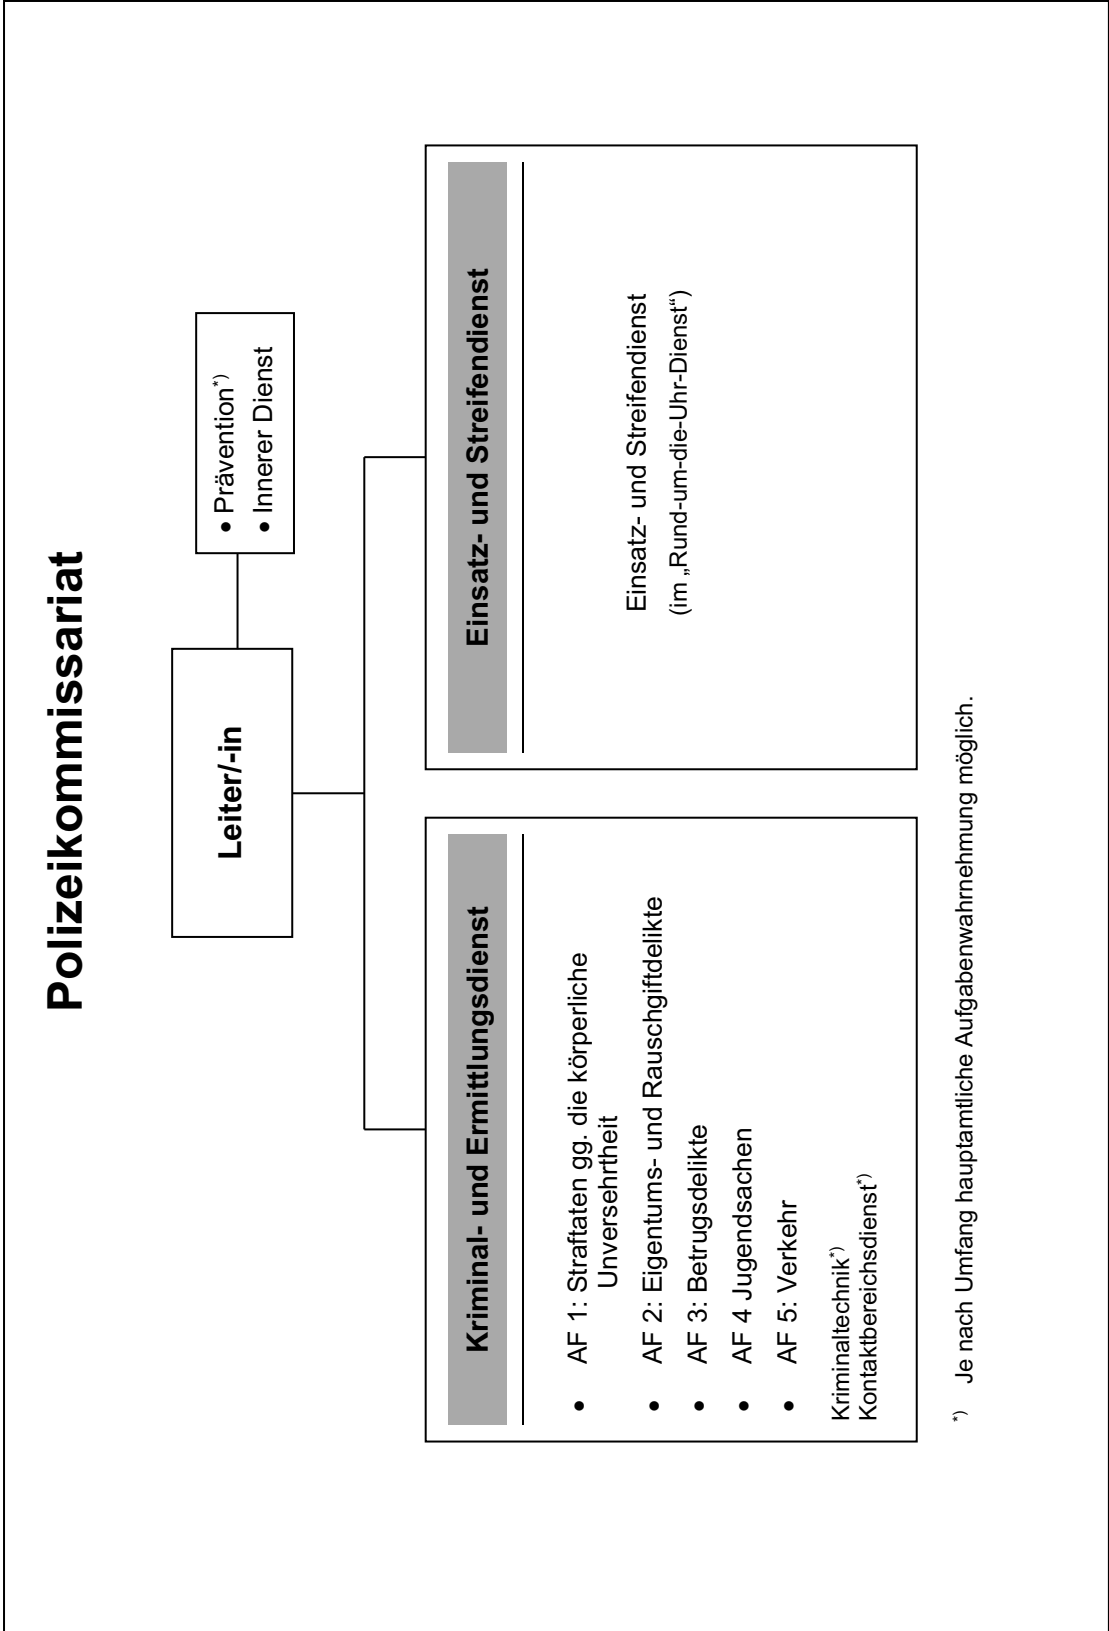 Polizeikommissariat
Leiter/-in
• Prävention*)
• Innerer Dienst
Kriminal- und Ermittlungsdienst
• AF 1: Straftaten gg. die körperliche
Unversehrtheit
• AF 2: Eigentums- und Rauschgiftdelikte
• AF 3: Betrugsdelikte
• AF 4 Jugendsachen
• AF 5: Verkehr
Kriminaltechnik*)
Kontaktbereichsdienst*)
Einsatz- und Streifendienst
Einsatz- und Streifendienst
(im „Rund-um-die-Uhr-Dienst“)
*) Je nach Umfang hauptamtliche Aufgabenwahrnehmung möglich.